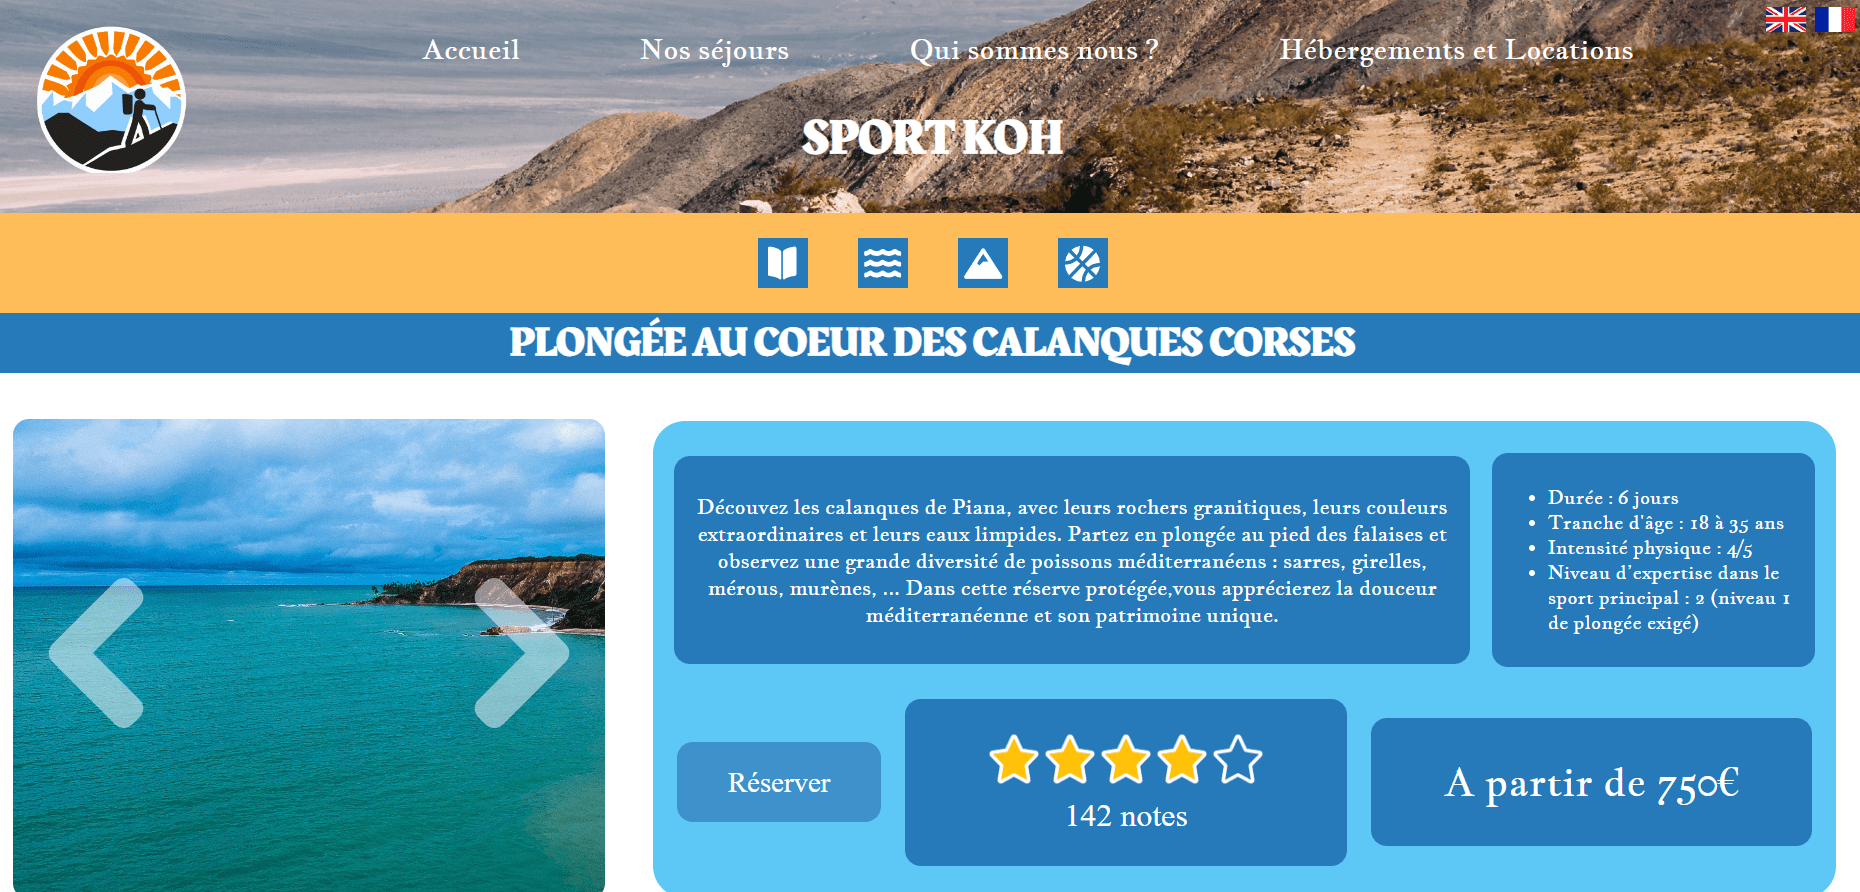 Accueil Nos séjours Qui sommes nous ? Hébergements et Locations
SPORT KOH
PLONGÉE AU COEUR DES CALANQUES CORSES
Découvez les calanques de Piana, avec leurs rochers granitiques, leurs couleurs
extraordinaires et leurs eaux limpides. Partez en plongée au pied des falaises et
observez une grande diversité de poissons méditerranéens : sarres, girelles,
mérous, murènes, ... Dans cette réserve protégée,vous apprécierez la douceur
méditerranéenne et son patrimoine unique.
• Durée : 6 jours
• Tranche d'âge : 18 à 35 ans
• Intensité physique : 4/5
• Niveau d’expertise dans le
sport principal : 2 (niveau 1
de plongée exigé)
Réserver
142 notes
A partir de 750€